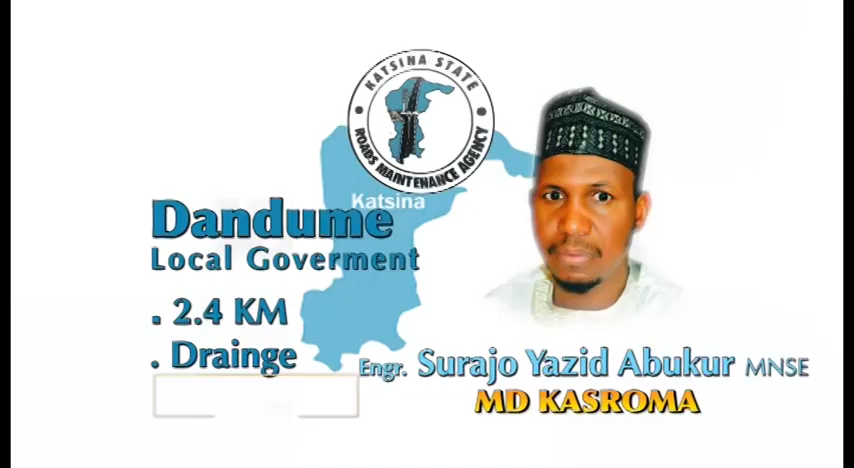 KATSINA STATE
ROADS MAINTENANCE AGENCY
Katsina
Dandume
Local Goverment
. 2.4 KM
. Drainge
Engr. Surajo Yazid Abukur MNSE
MD KASROMA